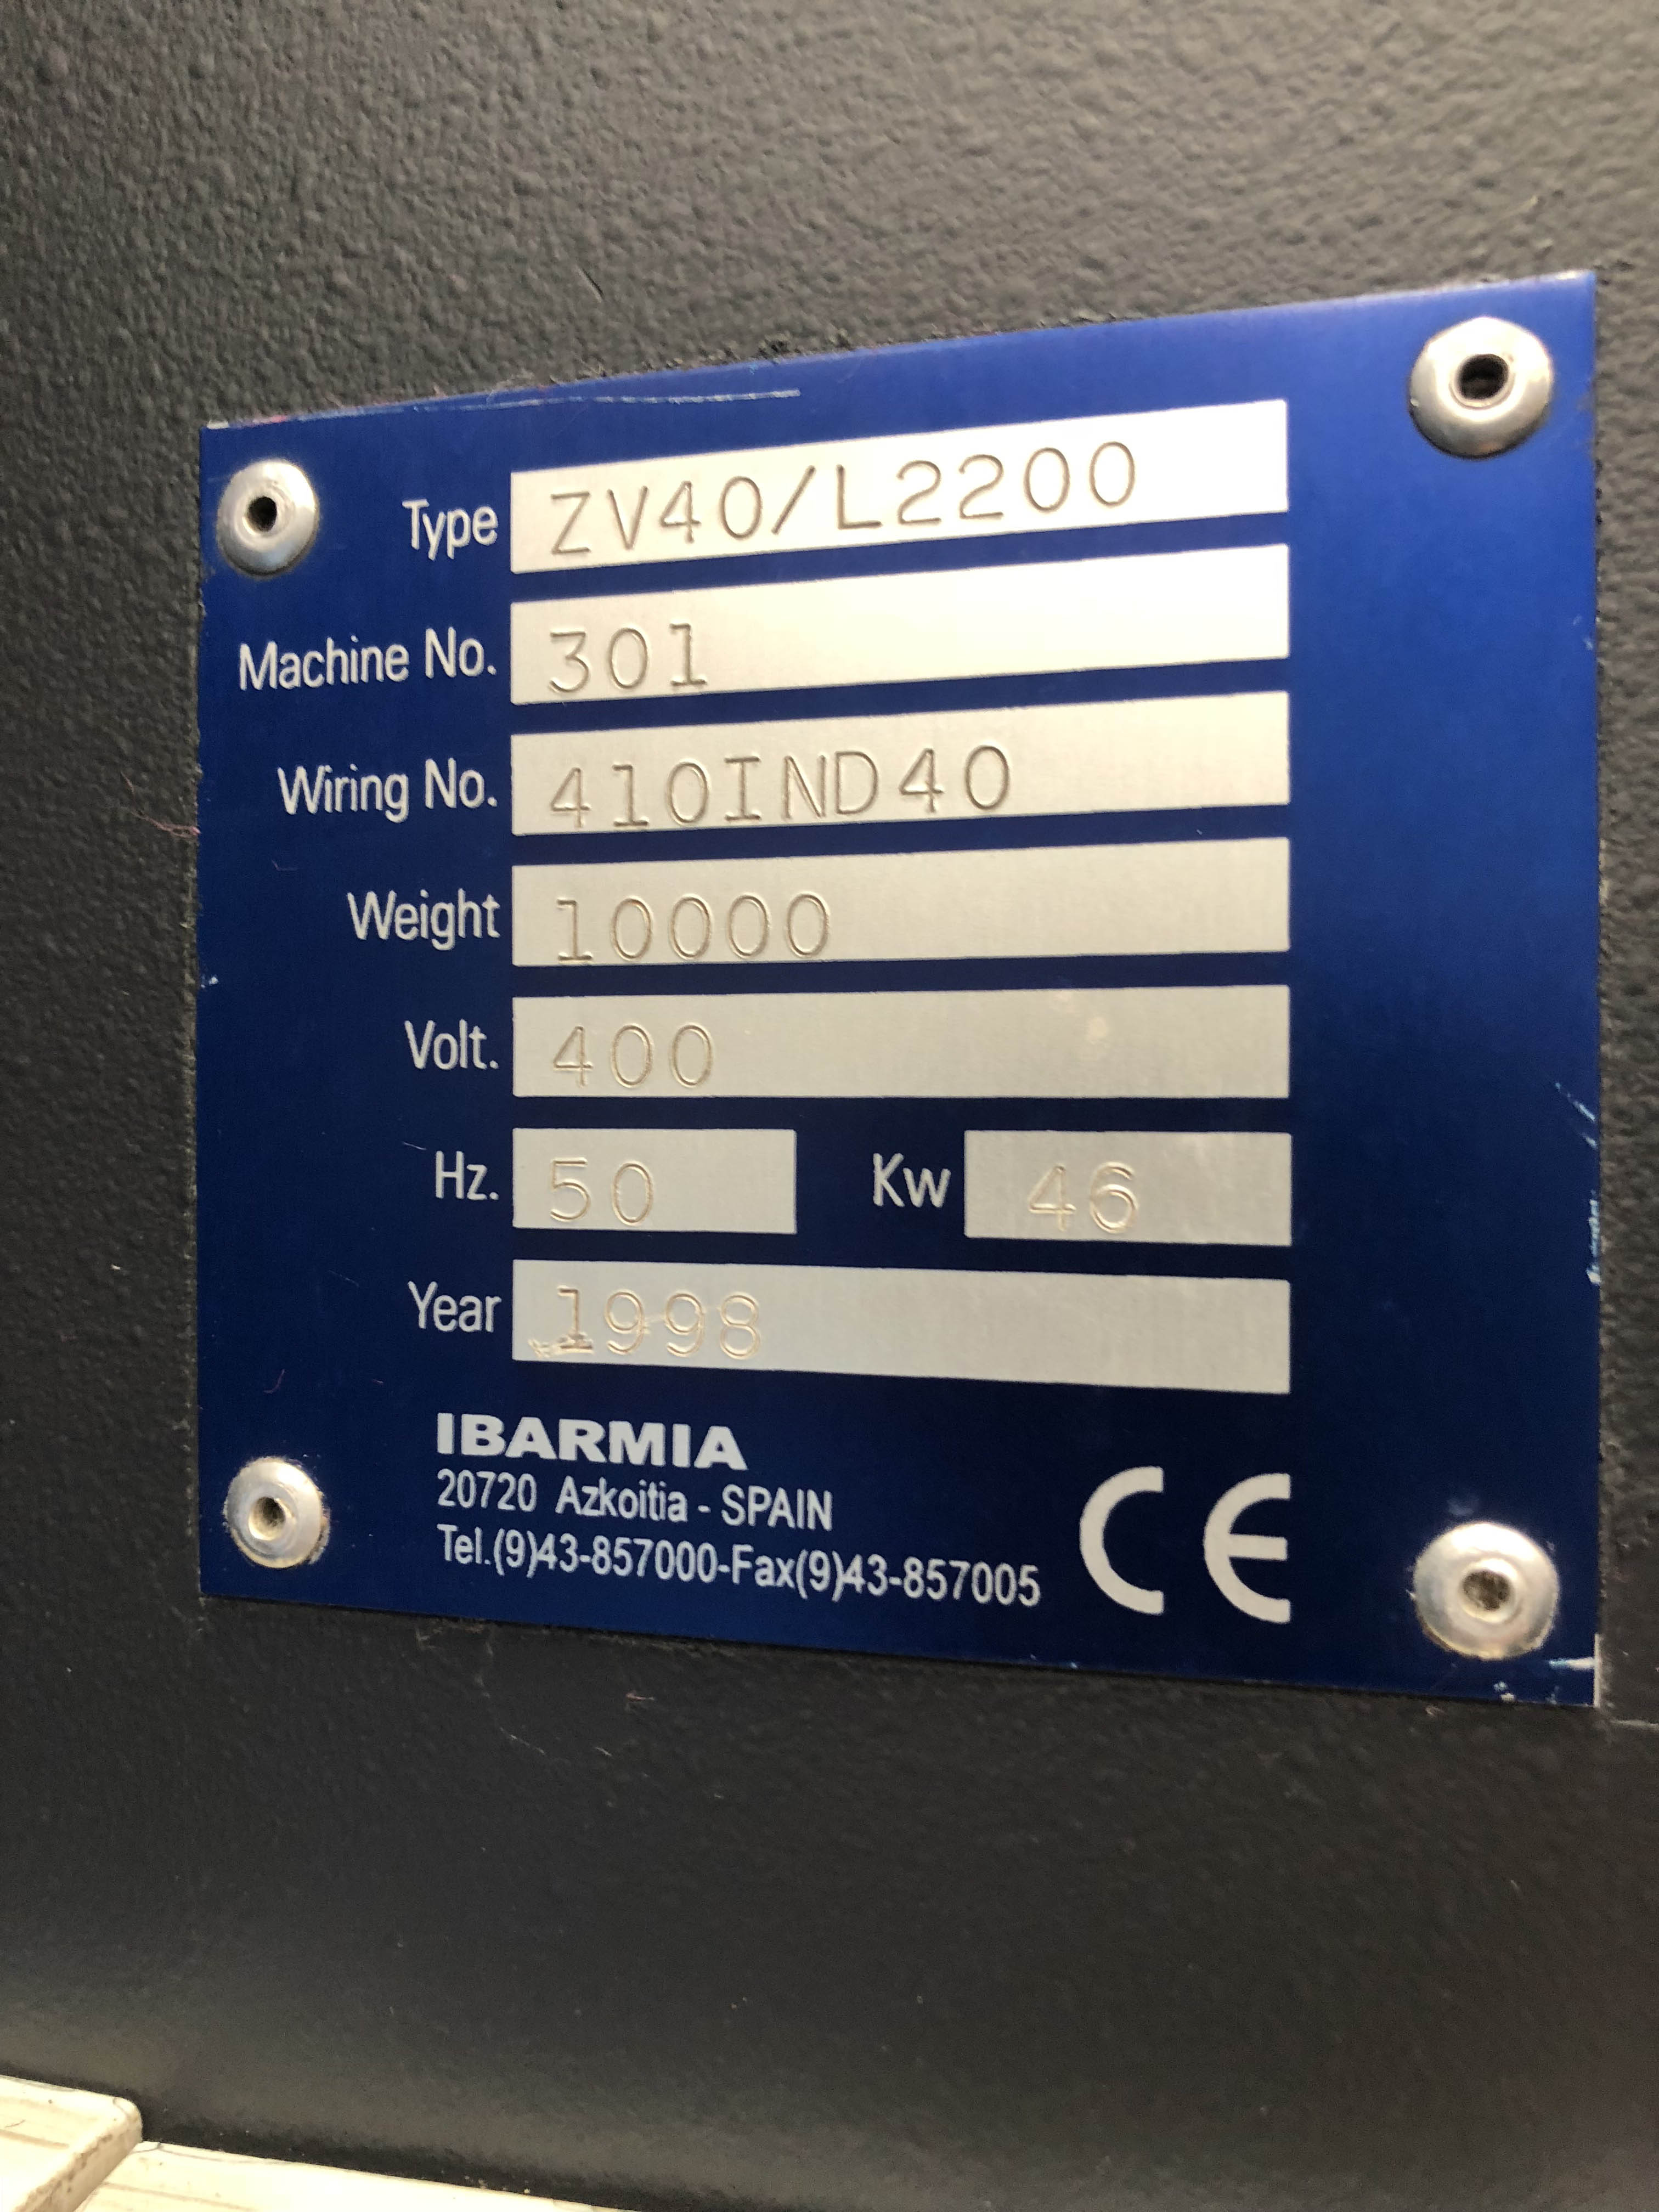 Type ZV40/L2200
Machine No. 301
Wiring No. 410IND40
Weight 10000
Volt. 400
Hz. 50 Kw 46
Year 1998
IBARMIA
20720 Azkoitia - SPAIN
Tel.(9)43-857000-Fax(9)43-857005
CE